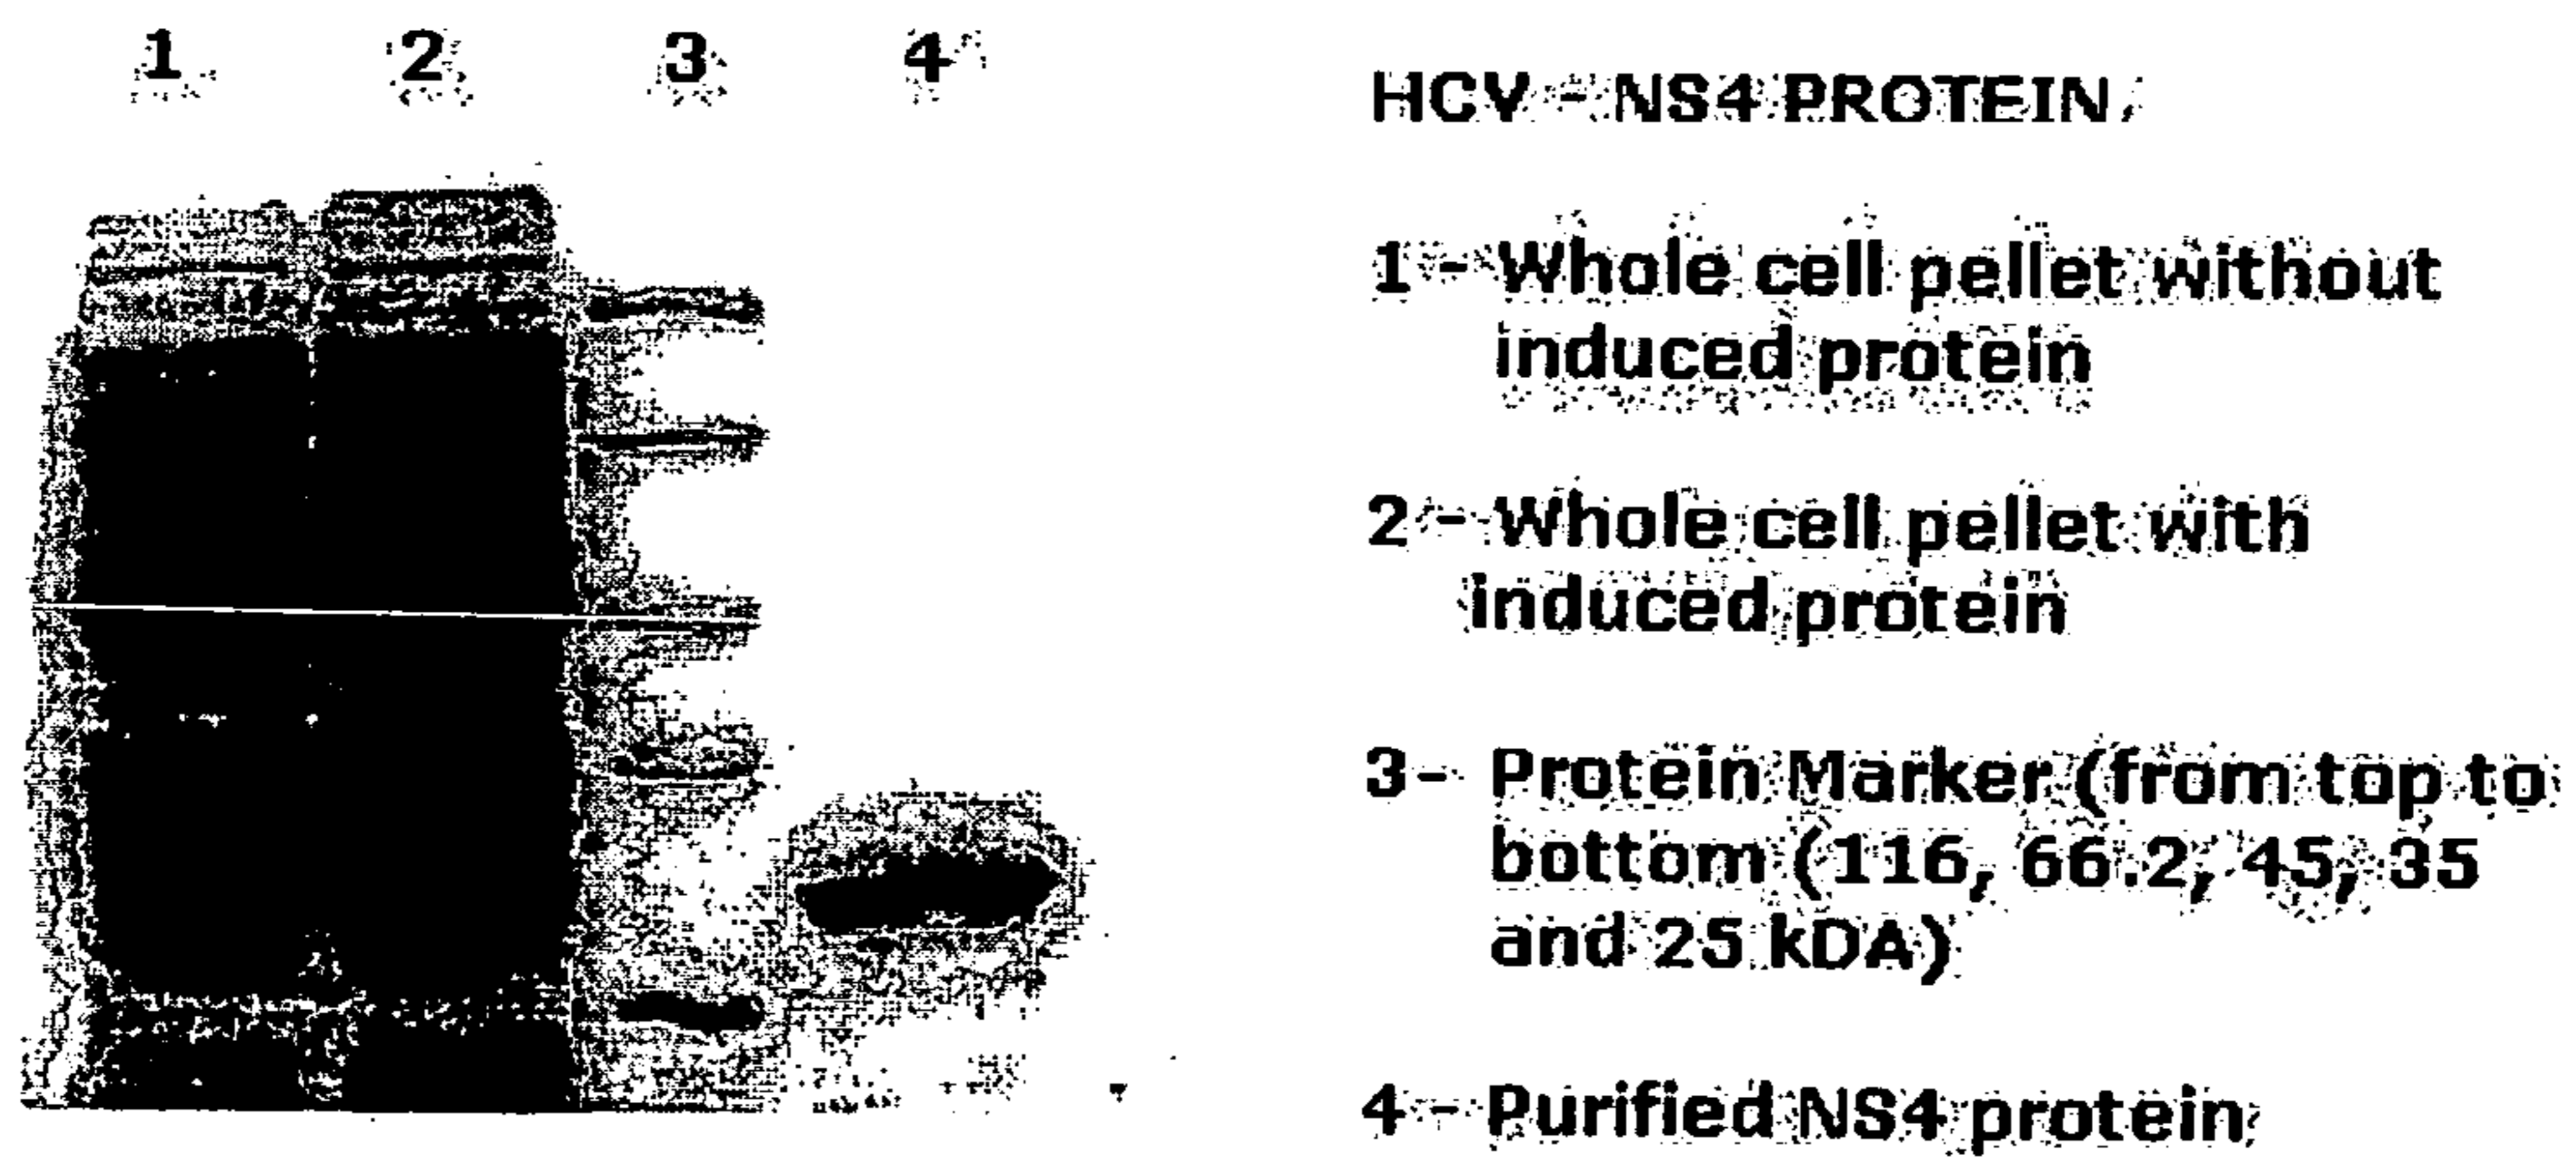 1 2 3 4
HCV - NS4 PROTEIN
1 - Whole cell pellet without
induced protein
2 - Whole cell pellet with
induced protein
3- Protein Marker (from top to
bottom (116, 66.2, 45, 35
and 25 kDA)
4 - Purified NS4 protein